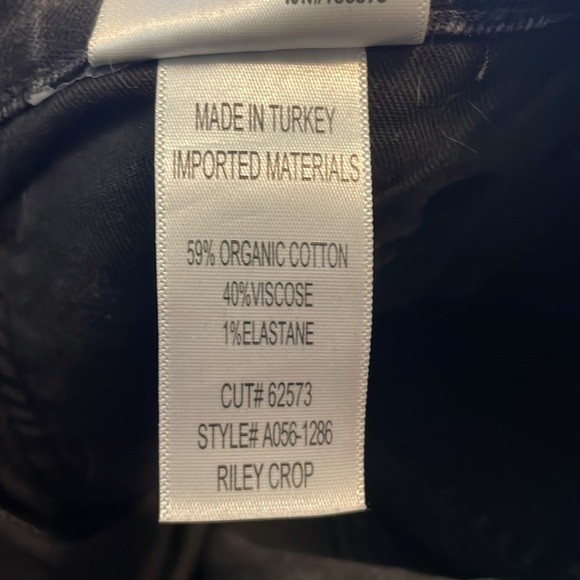 MADE IN TURKEY
IMPORTED MATERIALS
59% ORGANIC COTTON
40%VISCOSE
1%ELASTANE
CUT# 62573
STYLE# A056-1286
RILEY CROP